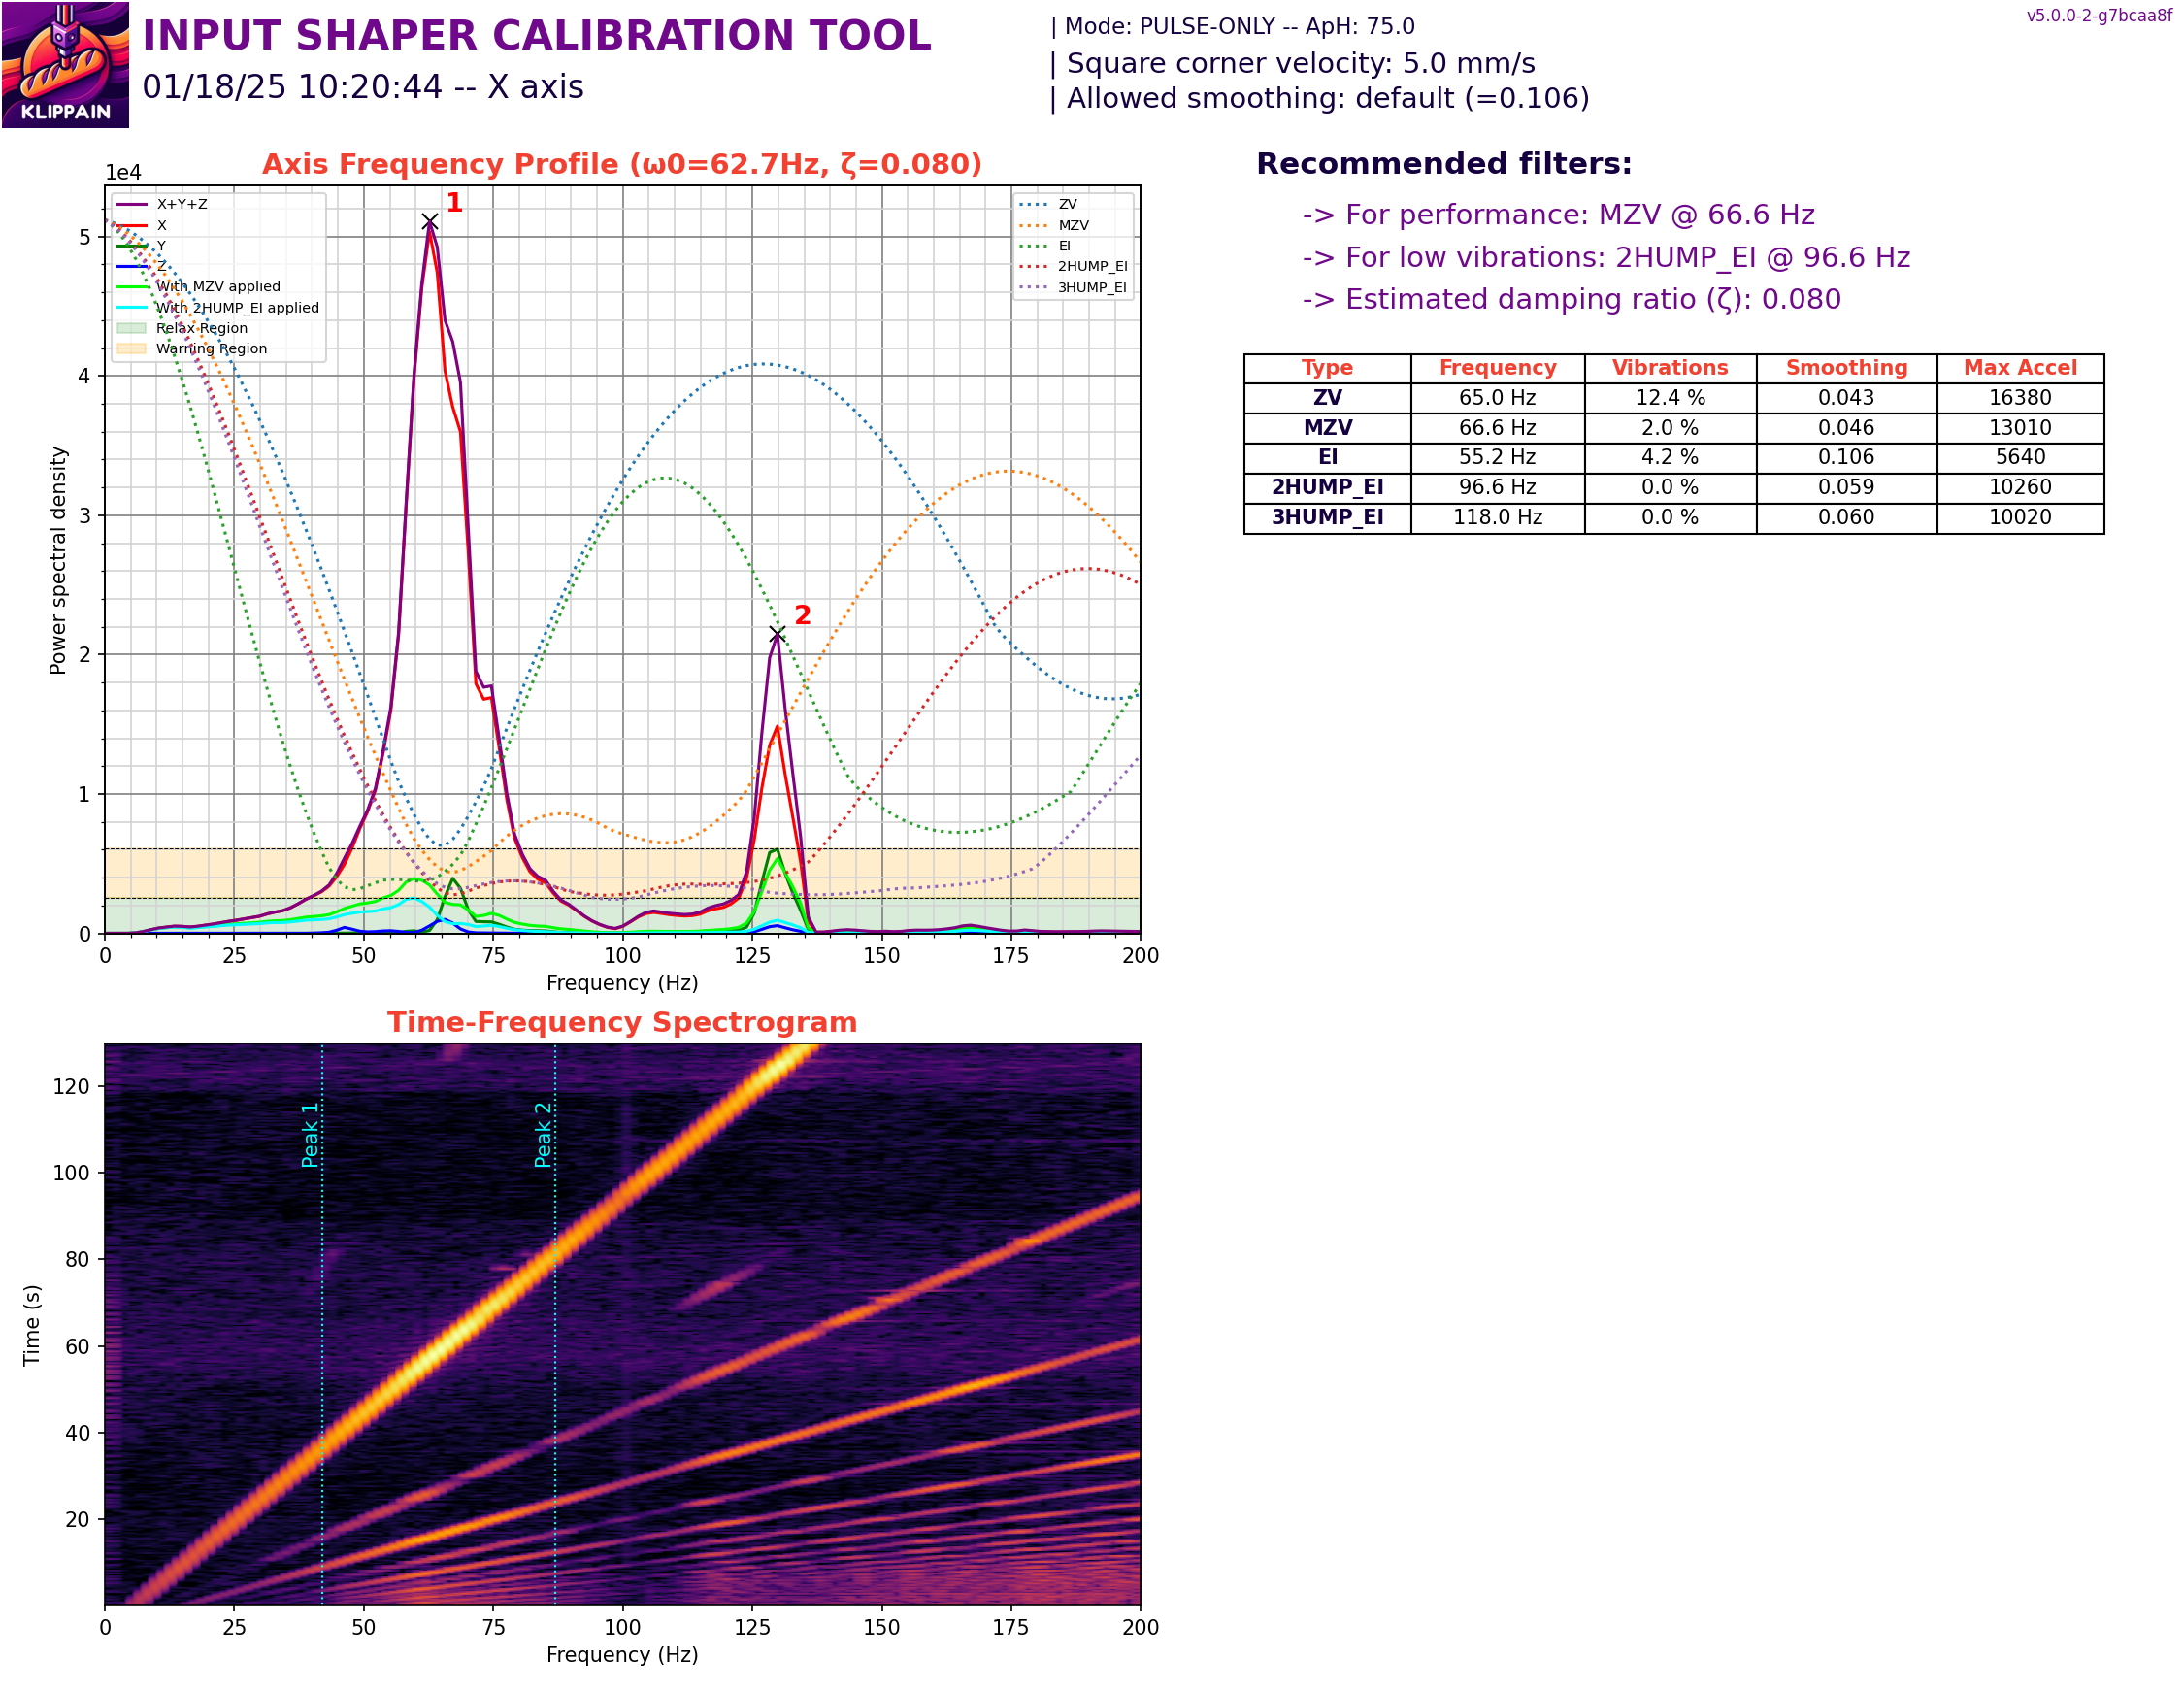 KLIPPAIN
INPUT SHAPER CALIBRATION TOOL
01/18/25 10:20:44 -- X axis
| Mode: PULSE-ONLY -- ApH: 75.0
| Square corner velocity: 5.0 mm/s
| Allowed smoothing: default (=0.106)
v5.0.0-2-g7bcaa8f
Axis Frequency Profile (ω0=62.7Hz, ζ=0.080)
1e4
X+Y+Z
X
Y
Z
With MZV applied
With 2HUMP_EI applied
Relax Region
Warning Region
ZV
MZV
EI
2HUMP_EI
3HUMP_EI
1
2
5
4
3
2
1
0
Power spectral density
0 25 50 75 100 125 150 175 200
Frequency (Hz)
Recommended filters:
-> For performance: MZV @ 66.6 Hz
-> For low vibrations: 2HUMP_EI @ 96.6 Hz
-> Estimated damping ratio (ζ): 0.080
Type Frequency Vibrations Smoothing Max Accel
ZV 65.0 Hz 12.4 % 0.043 16380
MZV 66.6 Hz 2.0 % 0.046 13010
EI 55.2 Hz 4.2 % 0.106 5640
2HUMP_EI 96.6 Hz 0.0 % 0.059 10260
3HUMP_EI 118.0 Hz 0.0 % 0.060 10020
Time-Frequency Spectrogram
Peak 1
Peak 2
120
100
80
60
40
20
Time (s)
0 25 50 75 100 125 150 175 200
Frequency (Hz)